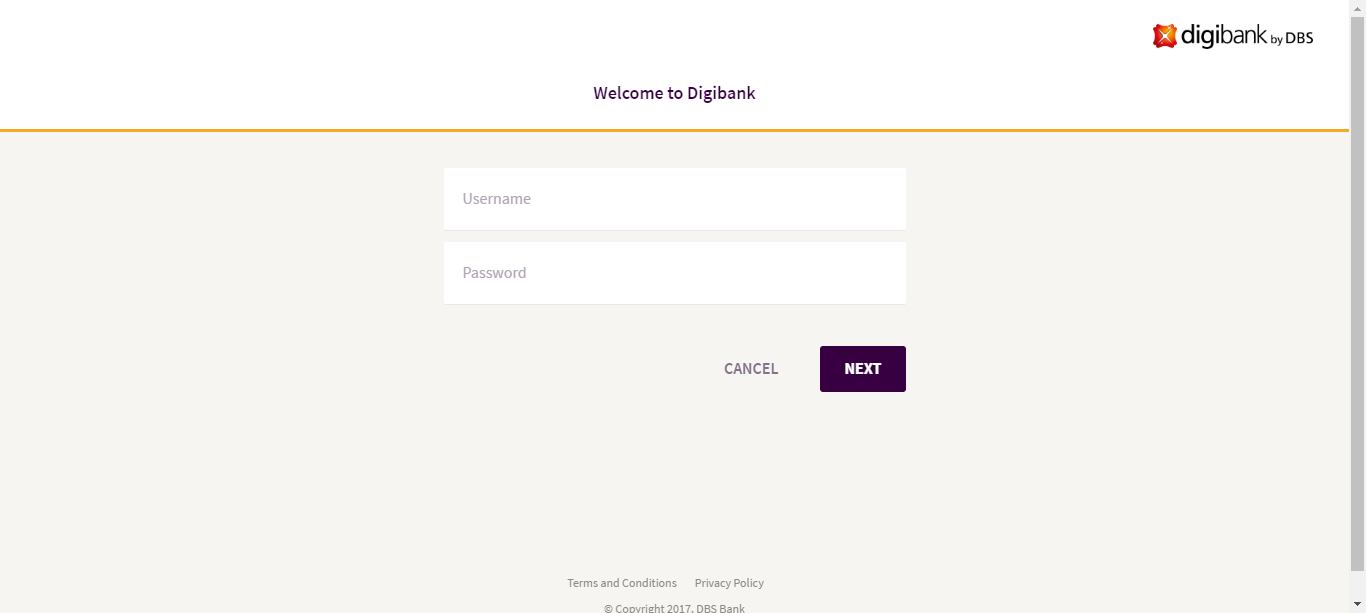 digibank by DBS
Welcome to Digibank
Username
Password
CANCEL NEXT
Terms and Conditions Privacy Policy
© Copyright 2017. DBS Bank